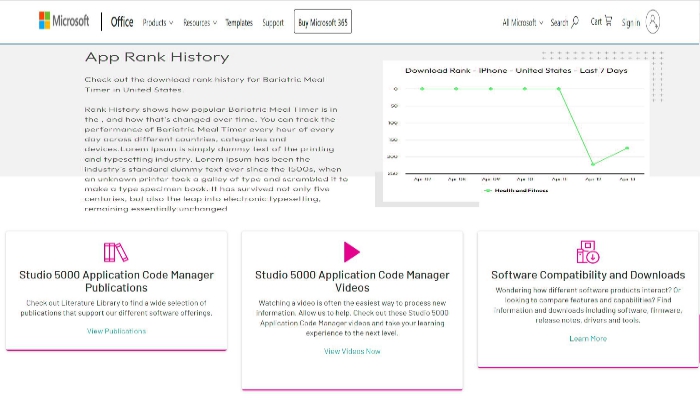 Microsoft Office Products Resources Templates Support Buy Microsoft 365 All Microsoft Search Cart Sign in
App Rank History
Check out the download rank history for Bariatric Meal
Timer in United States.
Rank History shows how popular Bariatric Meal Timer is in
the , and how that's changed over time. You can track the
performance of Bariatric Meal Timer every hour of every
day across different countries, categories and
devices.Lorem Ipsum is simply dummy text of the printing
and typesetting industry. Lorem Ipsum has been the
industry's standard dummy text ever since the 1500s, when
an unknown printer took a galley of type and scrambled it to
make a type specimen book. It has survived not only five
centuries, but also the leap into electronic typesetting,
remaining essentially unchanged
Download Rank - iPhone - United States - Last 7 Days
0
50
100
150
200
250
Apr 07 Apr 08 Apr 09 Apr 10 Apr 11 Apr 12 Apr 13
Health and Fitness
Studio 5000 Application Code Manager
Publications
Check out Literature Library to find a wide selection of
publications that support our different software offerings.
View Publications
Studio 5000 Application Code Manager
Videos
Watching a video is often the easiest way to process new
information. Allow us to help. Check out these Studio 5000
Application Code Manager videos and take your learning
experience to the next level.
View Videos Now
Software Compatibility and Downloads
Wondering how different software products interact? Or
looking to compare features and capabilities? Find
information and downloads including software, firmware,
release notes, drivers and tools.
Learn More